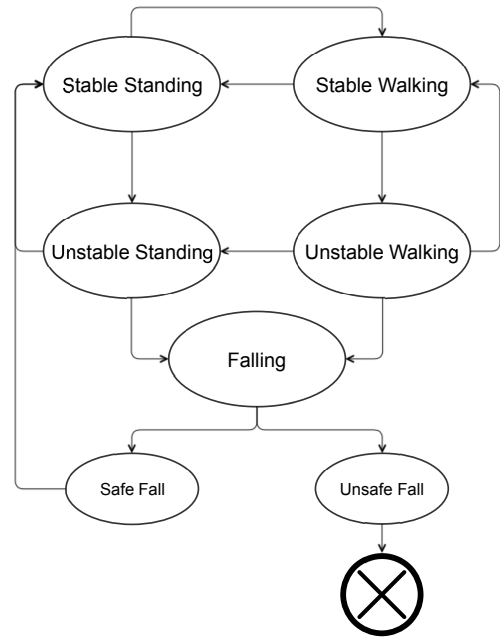 Stable Standing
Stable Walking
Unstable Standing
Unstable Walking
Falling
Safe Fall
Unsafe Fall